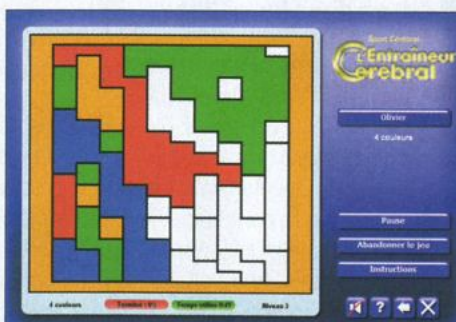 Sport Cérébral
l'Entraîneur
Cérébral
Olivier
4 couleurs
Pause
Abandonner le jeu
Instructions
4 couleurs
Niveau 3